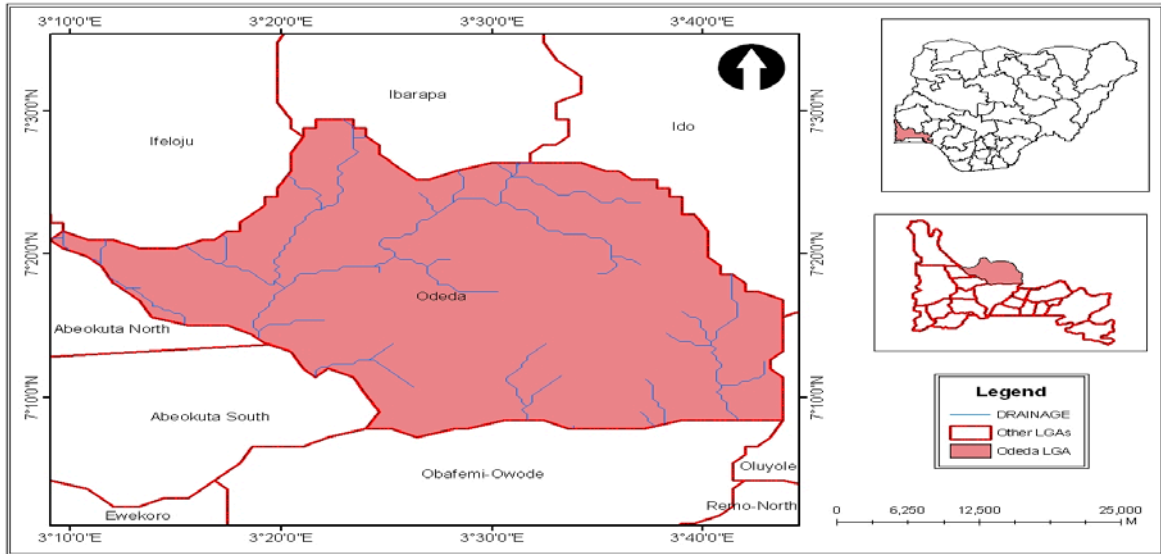 3°10'0"E 3°20'0"E 3°30'0"E 3°40'0"E
7°30'0"N
7°20'0"N
7°10'0"N
Ibarapa
Ifeloju
Ido
Odeda
Abeokuta North
Abeokuta South
Obafemi-Owode
Oluyole
Remo-North
Ewekoro
7°30'0"N
7°20'0"N
7°10'0"N
3°10'0"E 3°20'0"E 3°30'0"E 3°40'0"E
Legend
DRAINAGE
Other LGAs
Odeda LGA
0 6,250 12,500 25,000
M